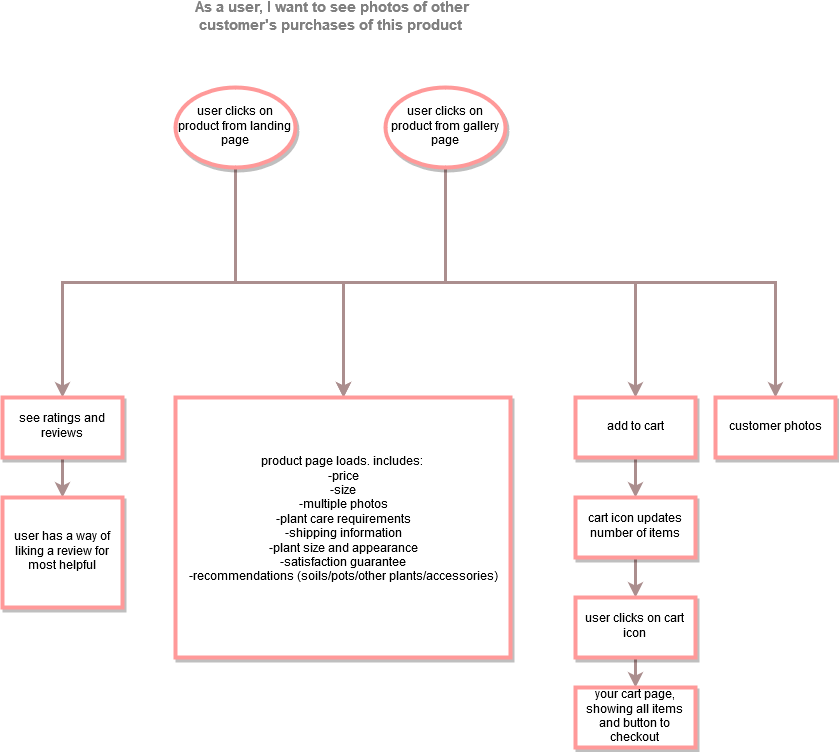 As a user, I want to see photos of other
customer's purchases of this product
user clicks on
product from landing
page
user clicks on
product from gallery
page
see ratings and
reviews
user has a way of
liking a review for
most helpful
product page loads. includes:
-price
-size
-multiple photos
-plant care requirements
-shipping information
-plant size and appearance
-satisfaction guarantee
-recommendations (soils/pots/other plants/accessories)
add to cart
cart icon updates
number of items
user clicks on cart
icon
your cart page,
showing all items
and button to
checkout
customer photos